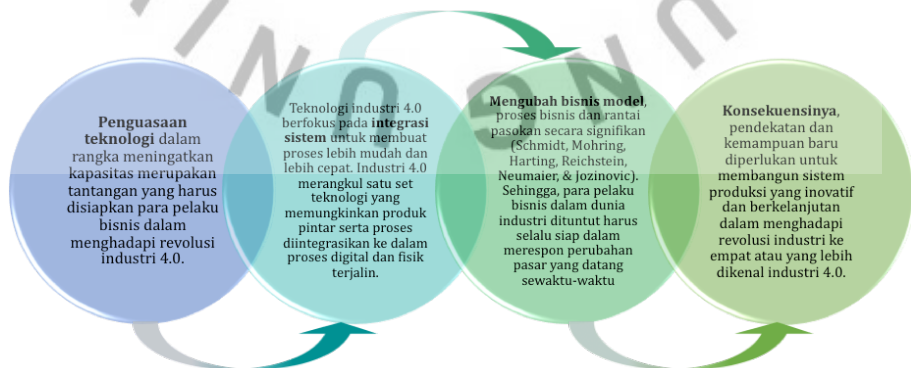 Penguasaan
teknologi dalam
rangka meningatkan
kapasitas merupakan
tantangan yang harus
disiapkan para pelaku
bisnis dalam
menghadapi revolusi
industri 4.0.
Teknologi industri 4.0
berfokus pada integrasi
sistem untuk membuat
proses lebih mudah dan
lebih cepat. Industri 4.0
merangkul satu set
teknologi yang
memungkinkan produk
pintar serta proses
diintegrasikan ke dalam
proses digital dan fisik
terjalin.
Mengubah bisnis model,
proses bisnis dan rantai
pasokan secara signifikan
(Schmidt, Mohring,
Harting, Reichstein,
Neumaier, & Jozinovic).
Sehingga, para pelaku
bisnis dalam dunia
industri dituntut harus
selalu siap dalam
merespon perubahan
pasar yang datang
sewaktu-waktu
Konsekuensinya,
pendekatan dan
kemampuan baru
diperlukan untuk
membangun sistem
produksi yang inovatif
dan berkelanjutan
dalam menghadapi
revolusi industri ke
empat atau yang lebih
dikenal industri 4.0.